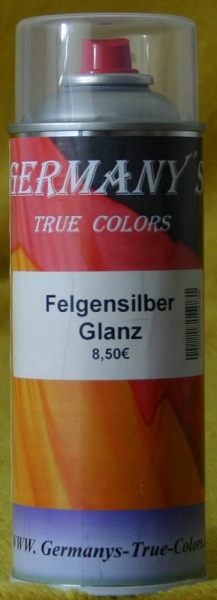 GERMANY'S
TRUE COLORS
Felgensilber
Glanz
8,50€
WWW. Germanys-True-Colors.